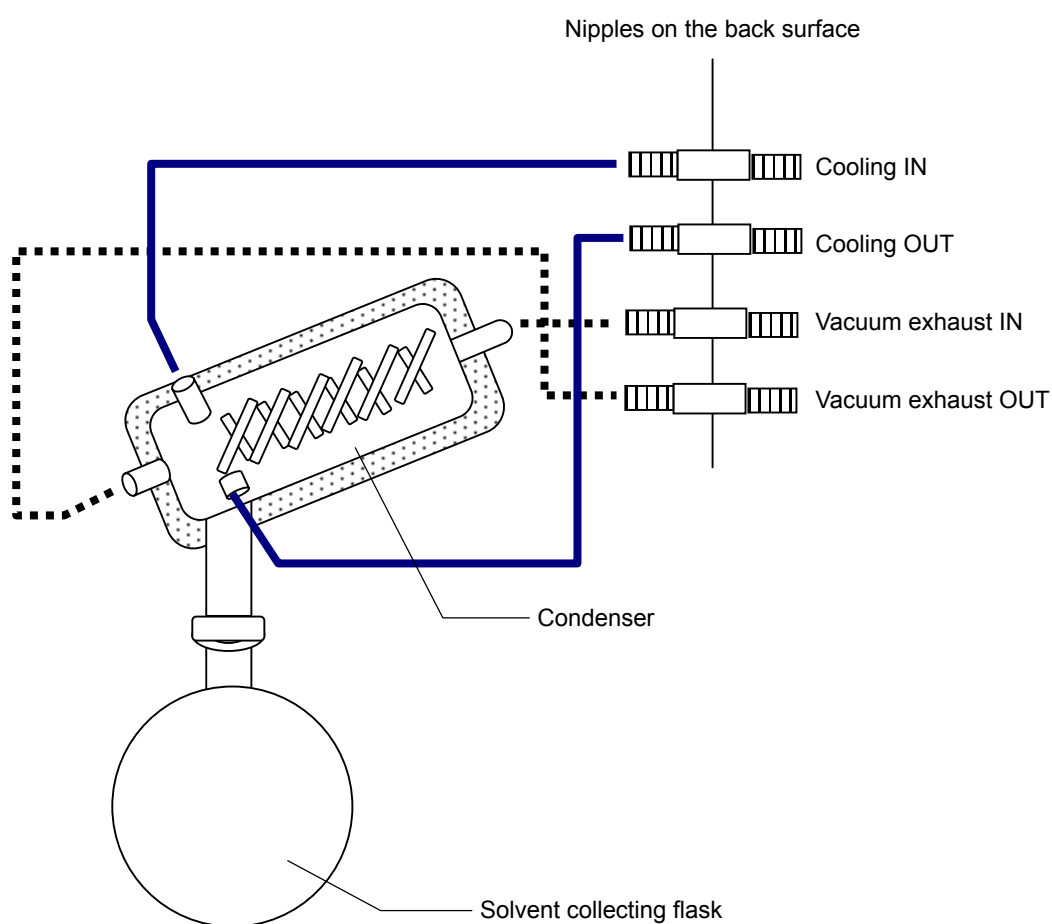 Nipples on the back surface
Cooling IN
Cooling OUT
Vacuum exhaust IN
Vacuum exhaust OUT
Condenser
Solvent collecting flask